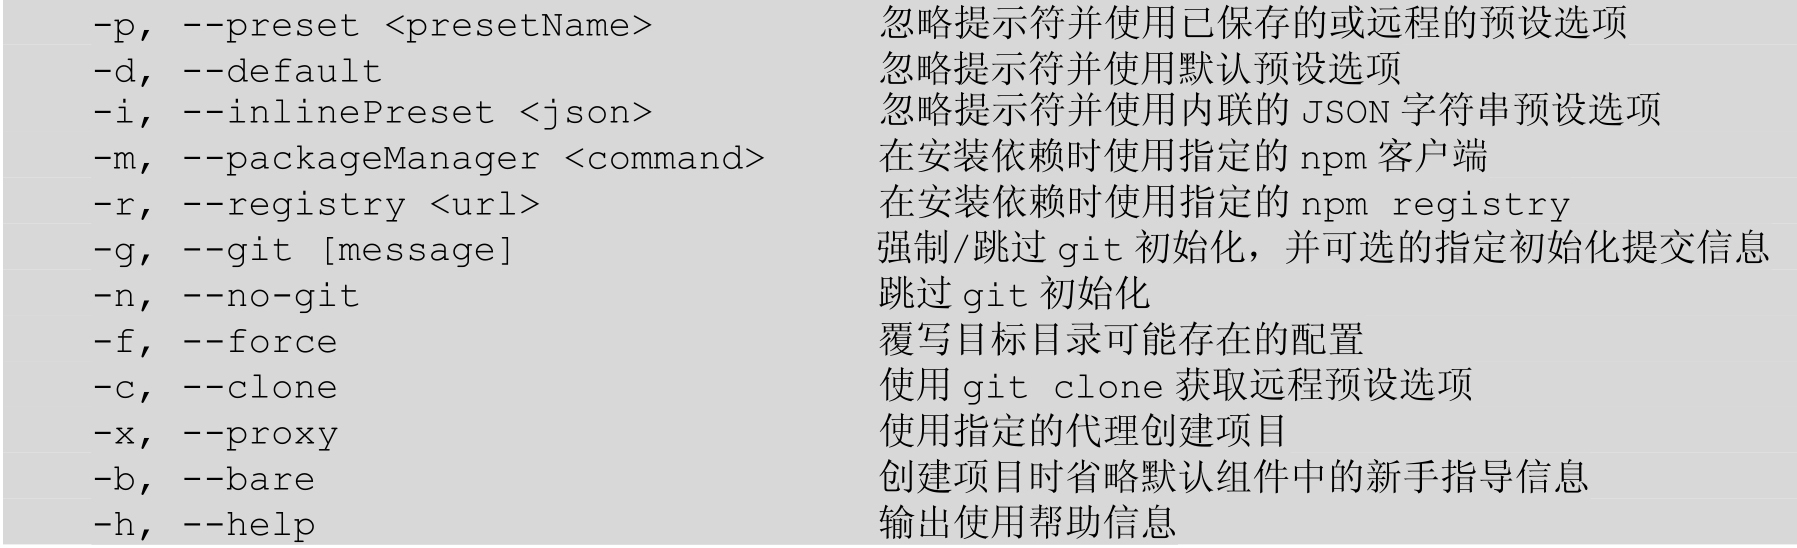 -p, --preset <presetName> 忽略提示符并使用已保存的或远程的预设选项
-d, --default 忽略提示符并使用默认预设选项
-i, --inlinePreset <json> 忽略提示符并使用内联的 JSON 字符串预设选项
-m, --packageManager <command> 在安装依赖时使用指定的 npm 客户端
-r, --registry <url> 在安装依赖时使用指定的 npm registry
-g, --git [message] 强制/跳过 git 初始化，并可选的指定初始化提交信息
-n, --no-git 跳过 git 初始化
-f, --force 覆写目标目录可能存在的配置
-c, --clone 使用 git clone 获取远程预设选项
-x, --proxy 使用指定的代理创建项目
-b, --bare 创建项目时省略默认组件中的新手指导信息
-h, --help 输出使用帮助信息